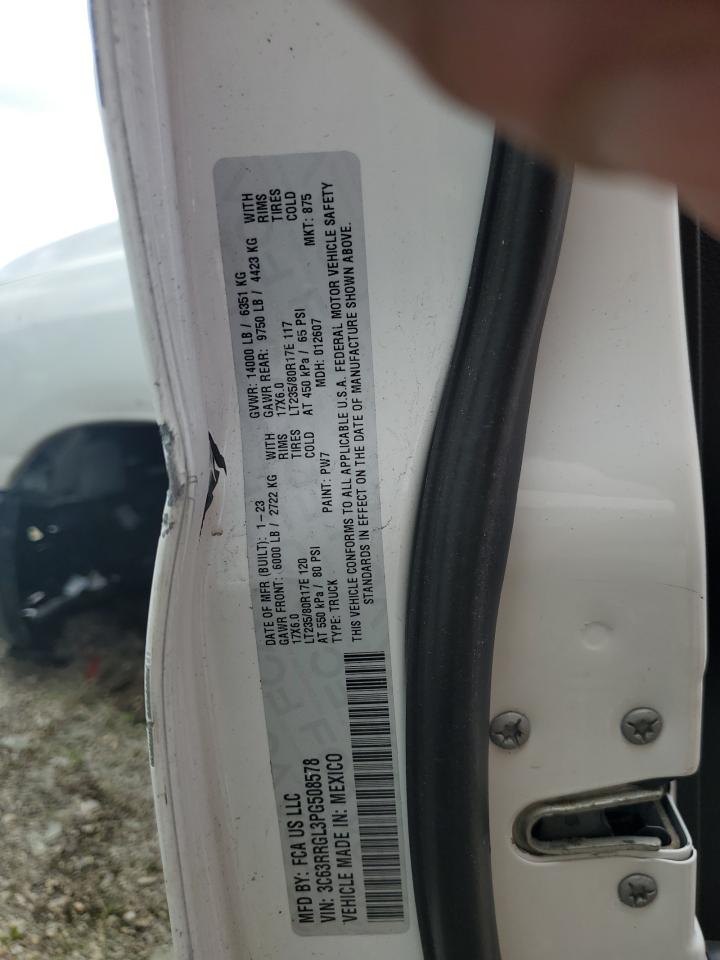 MFD BY: FCA US LLC
DATE OF MFR (BUILT): 1-23
GVWR: 14000 LB / 6351 KG
GAWR FRONT: 6000 LB / 2722 KG WITH
GAWR REAR: 9750 LB / 4423 KG WITH
17X6.0 RIMS
17X6.0 RIMS
LT235/80R17E 120 TIRES
LT235/80R17E 117 TIRES
AT 550 kPa / 80 PSI COLD
AT 450 kPa / 65 PSI COLD
TYPE: TRUCK PAINT: PW7 MDH: 012607 MKT: 875
THIS VEHICLE CONFORMS TO ALL APPLICABLE U.S.A. FEDERAL MOTOR VEHICLE SAFETY
STANDARDS IN EFFECT ON THE DATE OF MANUFACTURE SHOWN ABOVE.
VIN: 3C63RRGL3PG508578
VEHICLE MADE IN: MEXICO